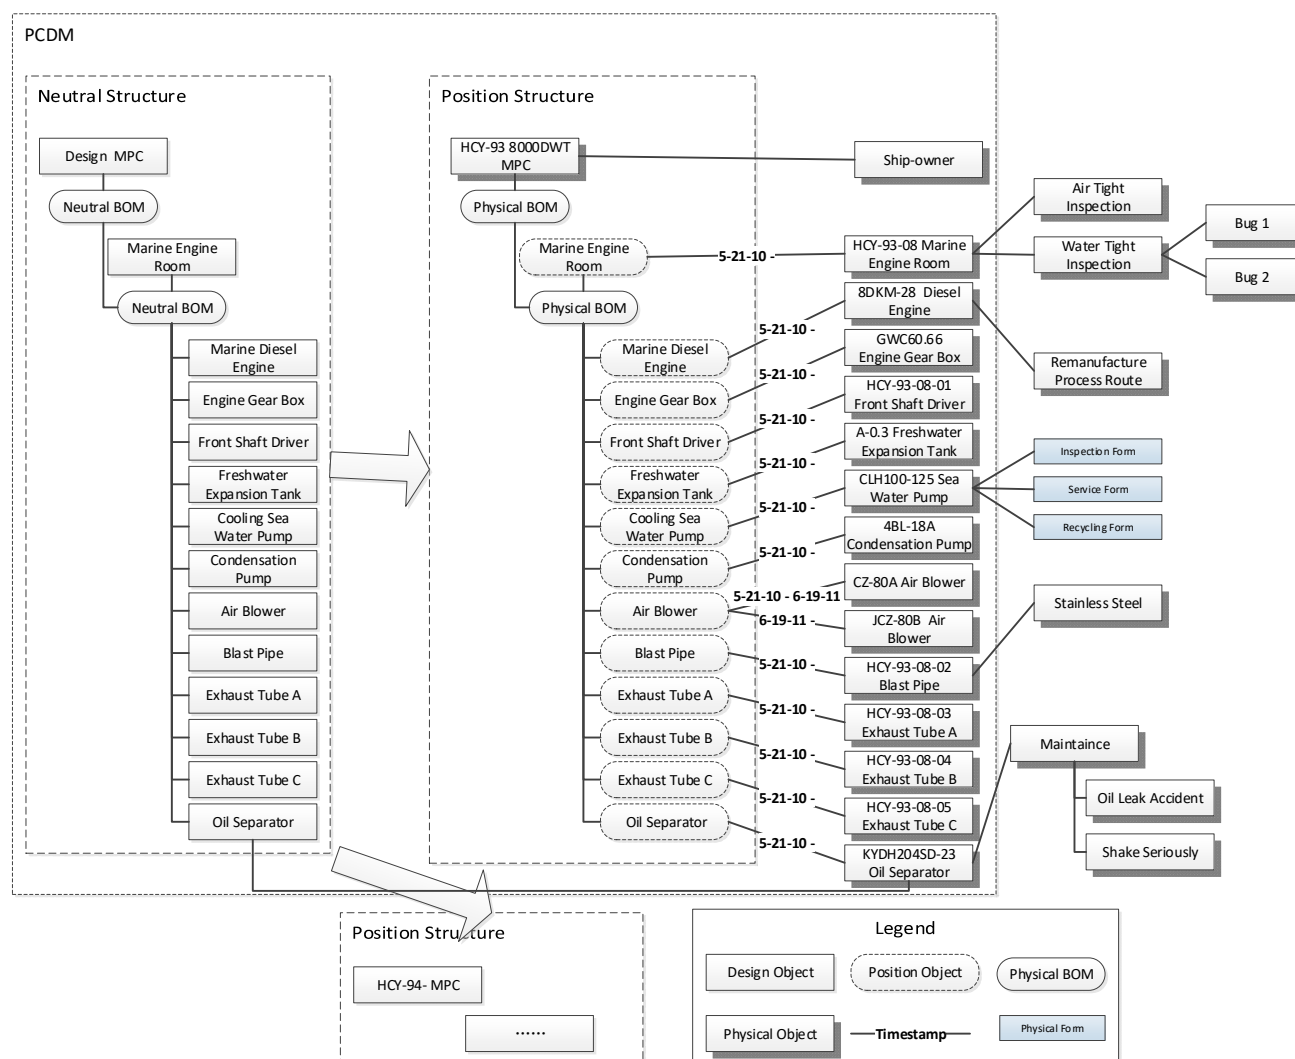 PCDM
Neutral Structure
Design MPC
Neutral BOM
Marine Engine
Room
Neutral BOM
Marine Diesel
Engine
Engine Gear Box
Front Shaft Driver
Freshwater
Expansion Tank
Cooling Sea
Water Pump
Condensation
Pump
Air Blower
Blast Pipe
Exhaust Tube A
Exhaust Tube B
Exhaust Tube C
Oil Separator
Position Structure
HCY-93 8000DWT
MPC
Physical BOM
Marine Engine
Room
Physical BOM
Marine Diesel
Engine
Engine Gear Box
Front Shaft Driver
Freshwater
Expansion Tank
Cooling Sea
Water Pump
Condensation
Pump
Air Blower
Blast Pipe
Exhaust Tube A
Exhaust Tube B
Exhaust Tube C
Oil Separator
5-21-10 -
5-21-10 -
5-21-10 -
5-21-10 -
5-21-10 -
5-21-10 -
5-21-10 -
5-21-10 - 6-19-11
6-19-11 -
5-21-10 -
5-21-10 -
5-21-10 -
5-21-10 -
5-21-10 -
Ship-owner
HCY-93-08 Marine
Engine Room
8DKM-28 Diesel
Engine
GWC60.66
Engine Gear Box
HCY-93-08-01
Front Shaft Driver
A-0.3 Freshwater
Expansion Tank
CLH100-125 Sea
Water Pump
4BL-18A
Condensation Pump
CZ-80A Air Blower
JCZ-80B Air
Blower
HCY-93-08-02
Blast Pipe
HCY-93-08-03
Exhaust Tube A
HCY-93-08-04
Exhaust Tube B
HCY-93-08-05
Exhaust Tube C
KYDH204SD-23
Oil Separator
Air Tight
Inspection
Water Tight
Inspection
Bug 1
Bug 2
Remanufacture
Process Route
Inspection Form
Service Form
Recycling Form
Stainless Steel
Maintaince
Oil Leak Accident
Shake Seriously
Position Structure
HCY-94- MPC
......
Legend
Design Object
Position Object
Physical BOM
Physical Object
Timestamp
Physical Form